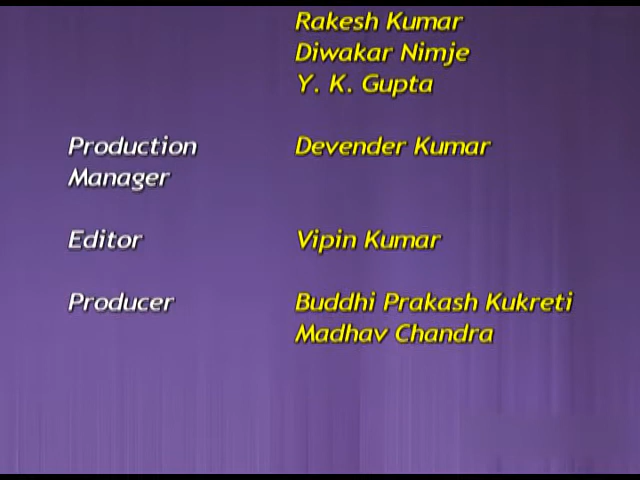 Rakesh Kumar
Diwakar Nimje
Y. K. Gupta
Production Devender Kumar
Manager
Editor Vipin Kumar
Producer Buddhi Prakash Kukreti
Madhav Chandra